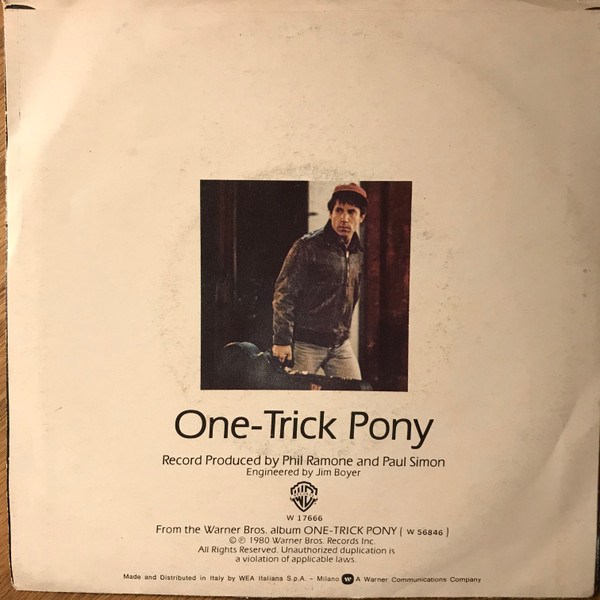 One-Trick Pony
Record Produced by Phil Ramone and Paul Simon
Engineered by Jim Boyer
W 17666
From the Warner Bros. album ONE-TRICK PONY ( W 56846 )
© ℗ 1980 Warner Bros. Records Inc.
All Rights Reserved. Unauthorized duplication is
a violation of applicable laws.
Made and Distributed in Italy by WEA Italiana S.p.A. – Milano W A Warner Communications Company